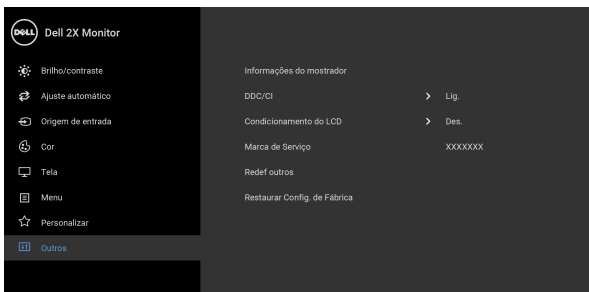 DELL Dell 2X Monitor
Brilho/contraste
Ajuste automático
Origem de entrada
Cor
Tela
Menu
Personalizar
Outros
Informações do mostrador
DDC/CI Lig.
Condicionamento do LCD Des.
Marca de Serviço XXXXXXX
Redef outros
Restaurar Config. de Fábrica